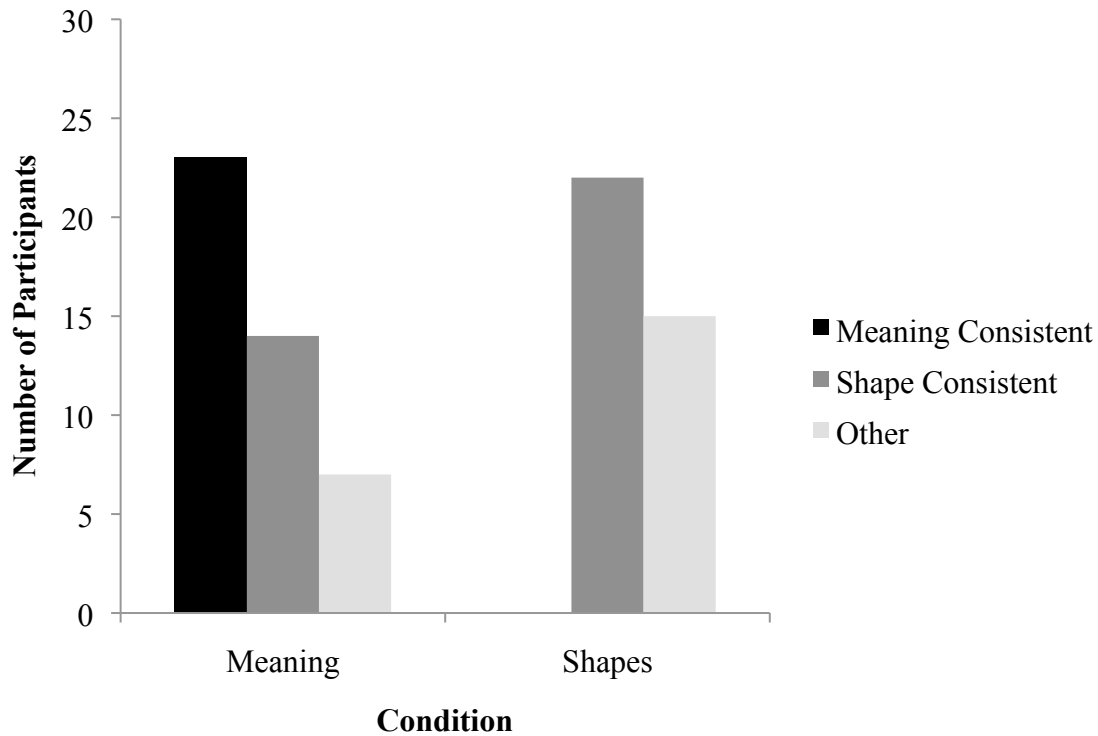 30
25
20
15
10
5
0
Number of Participants
Meaning
Shapes
Condition
Meaning Consistent
Shape Consistent
Other